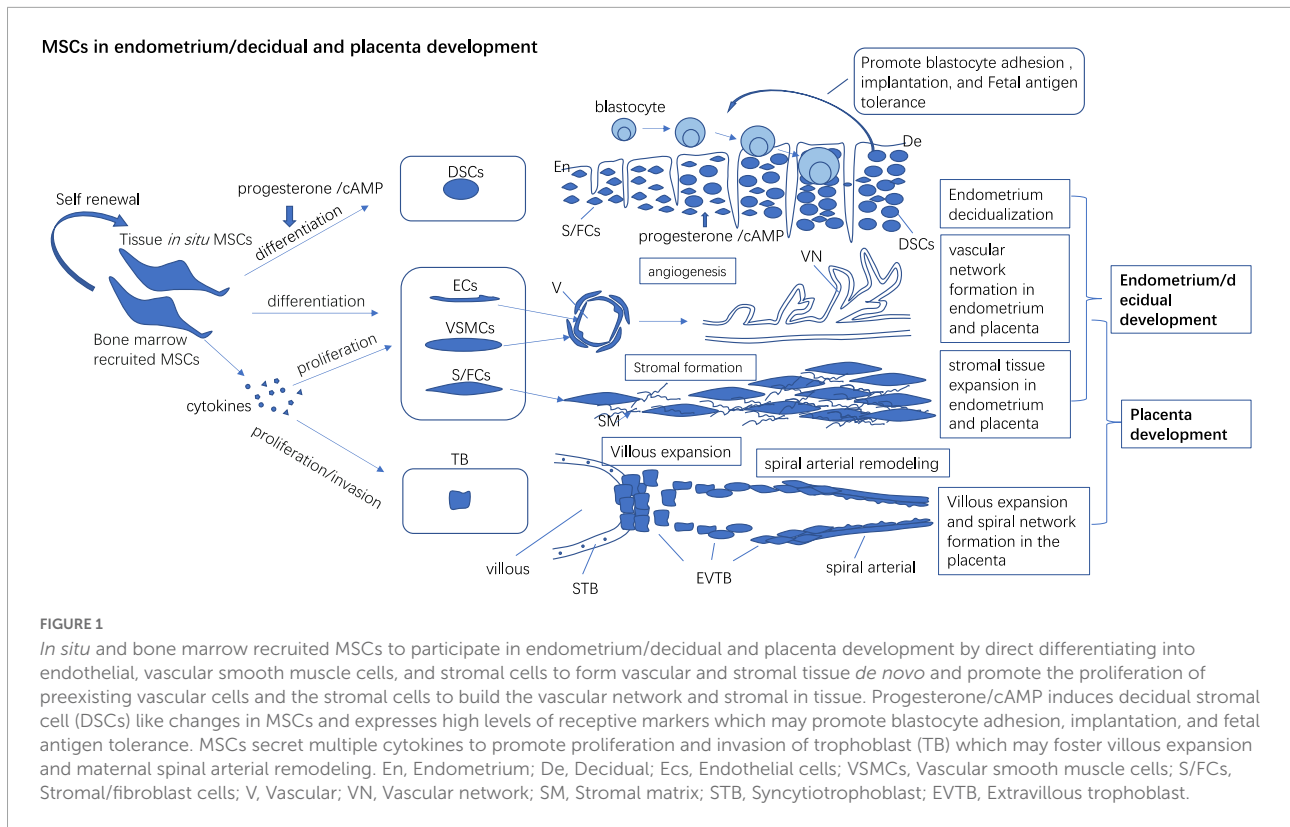 MSCs in endometrium/decidual and placenta development
Promote blastocyte adhesion ,
implantation, and Fetal antigen
tolerance
blastocyte
De
En
DSCs
progesterone /cAMP
Self renewal
differentiation
Tissue in situ MSCs
S/FCs
progesterone /cAMP
DSCs
Endometrium
decidualization
angiogenesis
VN
vascular
network
formation in
endometrium
and placenta
ECs
V
differentiation
VSMCs
Endometrium/d
ecidual
development
Bone marrow
recruited MSCs
proliferation
S/FCs
Stromal formation
stromal tissue
expansion in
endometrium
and placenta
cytokines
SM
Placenta
development
proliferation/invasion
TB
Villous expansion
spiral arterial remodeling
Villous expansion
and spiral network
formation in the
placenta
villous
STB
EVTB
spiral arterial
FIGURE 1
In situ and bone marrow recruited MSCs to participate in endometrium/decidual and placenta development by direct differentiating into
endothelial, vascular smooth muscle cells, and stromal cells to form vascular and stromal tissue de novo and promote the proliferation of
preexisting vascular cells and the stromal cells to build the vascular network and stromal in tissue. Progesterone/cAMP induces decidual stromal
cell (DSCs) like changes in MSCs and expresses high levels of receptive markers which may promote blastocyte adhesion, implantation, and fetal
antigen tolerance. MSCs secret multiple cytokines to promote proliferation and invasion of trophoblast (TB) which may foster villous expansion
and maternal spinal arterial remodeling. En, Endometrium; De, Decidual; Ecs, Endothelial cells; VSMCs, Vascular smooth muscle cells; S/FCs,
Stromal/fibroblast cells; V, Vascular; VN, Vascular network; SM, Stromal matrix; STB, Syncytiotrophoblast; EVTB, Extravillous trophoblast.